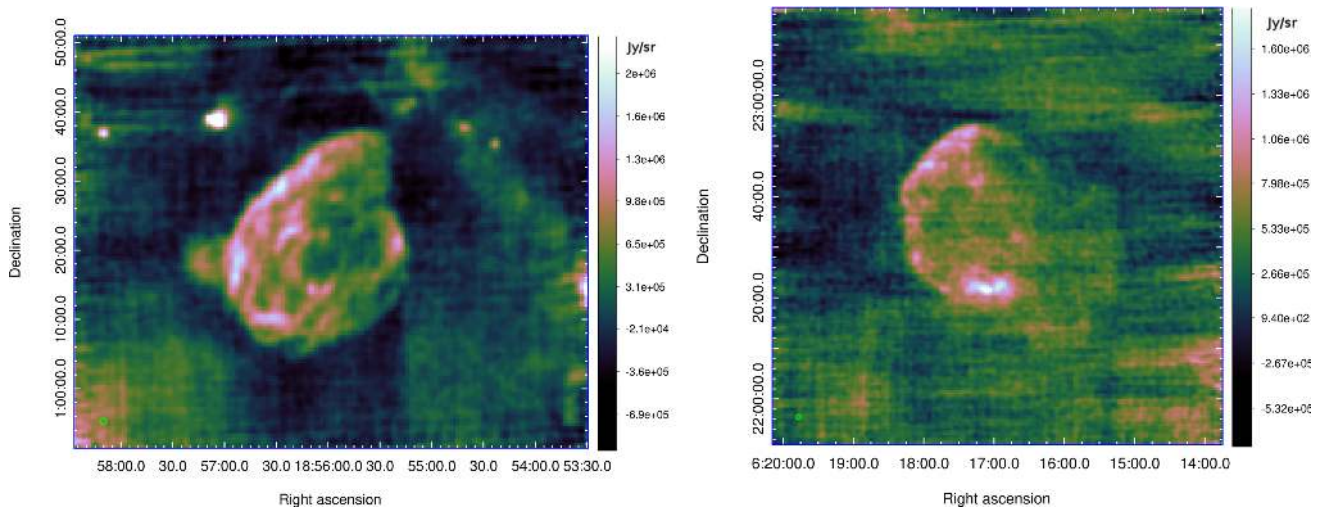 50:00.0
40:00.0
30:00.0
20:00.0
10:00.0
1:00:00.0
Declination
58:00.0 30.0 57:00.0 30.0 18:56:00.0 30.0 55:00.0 30.0 54:00.0 53:30.0
Right ascension
Jy/sr
2e+06
1.6e+06
1.3e+06
9.8e+05
6.5e+05
3.1e+05
-2.1e+04
-3.6e+05
-6.9e+05
23:00:00.0
40:00.0
20:00.0
22:00:00.0
Declination
6:20:00.0 19:00.0 18:00.0 17:00.0 16:00.0 15:00.0 14:00.0
Right ascension
Jy/sr
1.60e+06
1.33e+06
1.06e+06
7.98e+05
5.33e+05
2.66e+05
9.40e+02